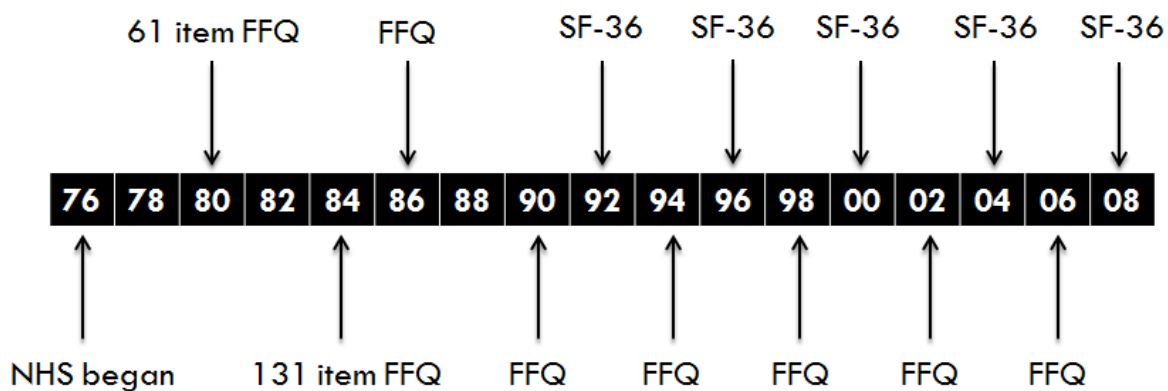 61 item FFQ FFQ SF-36 SF-36 SF-36 SF-36 SF-36
76 78 80 82 84 86 88 90 92 94 96 98 00 02 04 06 08
NHS began 131 item FFQ FFQ FFQ FFQ FFQ FFQ